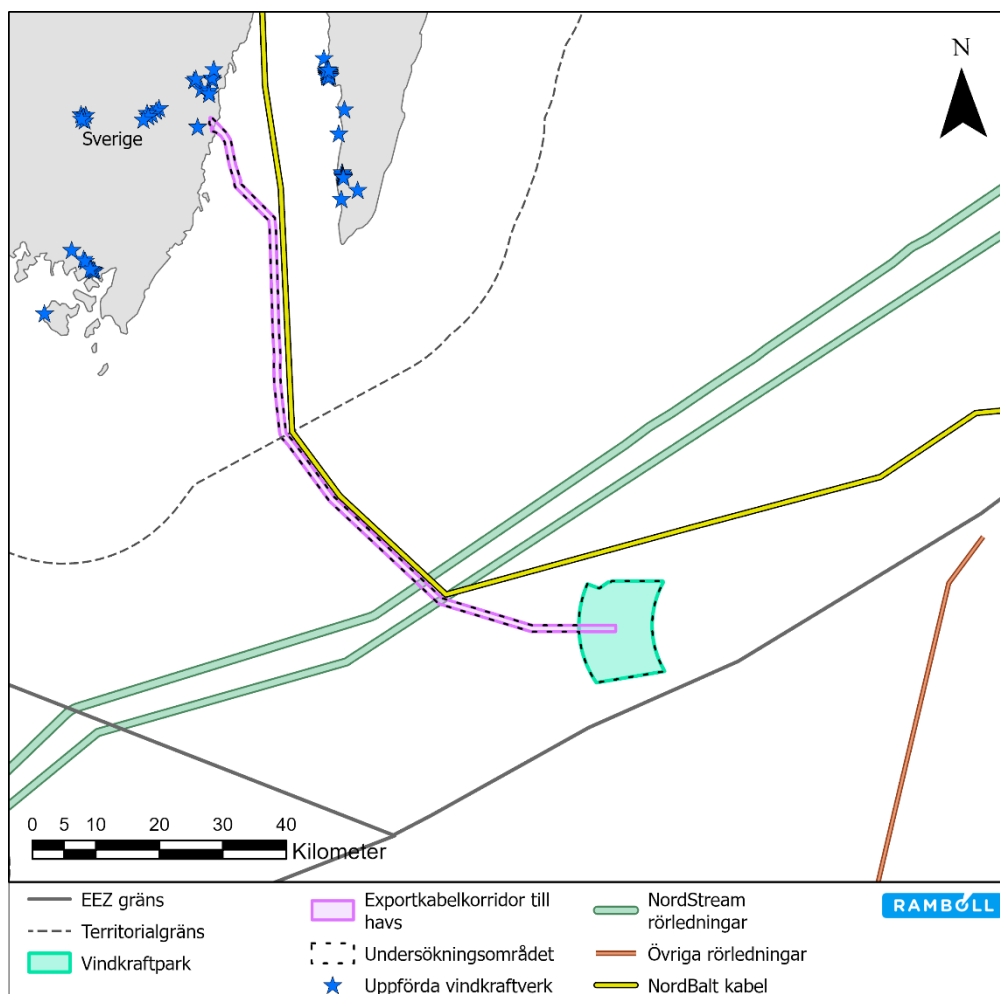 N
Sverige
0 5 10 20 30 40
Kilometer
EEZ gräns
Territorialgräns
Vindkraftpark
Exportkabelkorridor till
havs
Undersökningsområdet
Uppförda vindkraftverk
NordStream
rörledningar
Övriga rörledningar
NordBalt kabel
RAMBOLL